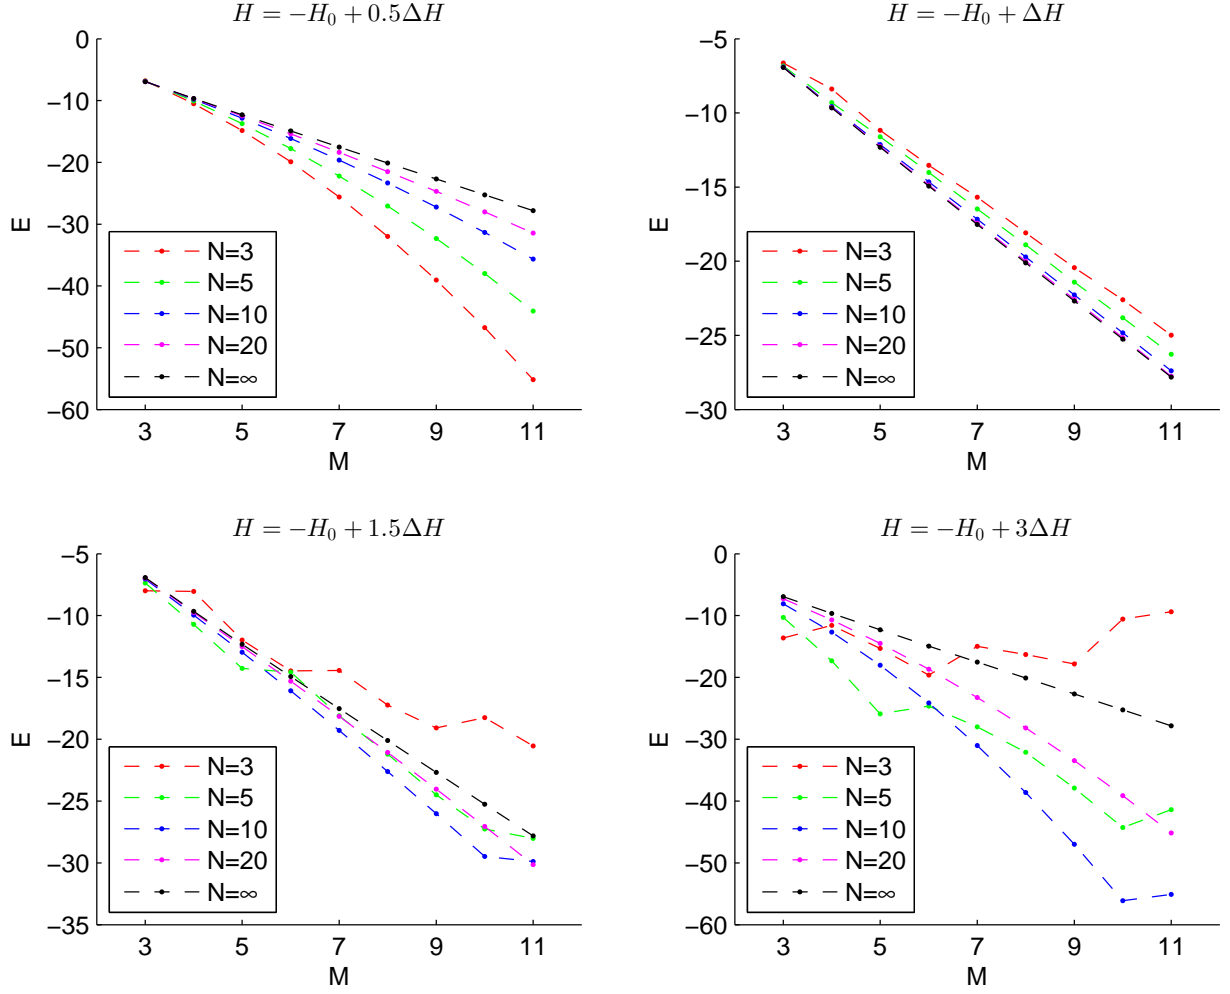 H = −H₀ + 0.5ΔH
0
−10
−20
−30
−40
−50
−60
E
3 5 7 9 11
M
N=3
N=5
N=10
N=20
N=∞
H = −H₀ + ΔH
−5
−10
−15
−20
−25
−30
E
3 5 7 9 11
M
N=3
N=5
N=10
N=20
N=∞
H = −H₀ + 1.5ΔH
−5
−10
−15
−20
−25
−30
−35
E
3 5 7 9 11
M
N=3
N=5
N=10
N=20
N=∞
H = −H₀ + 3ΔH
0
−10
−20
−30
−40
−50
−60
E
3 5 7 9 11
M
N=3
N=5
N=10
N=20
N=∞